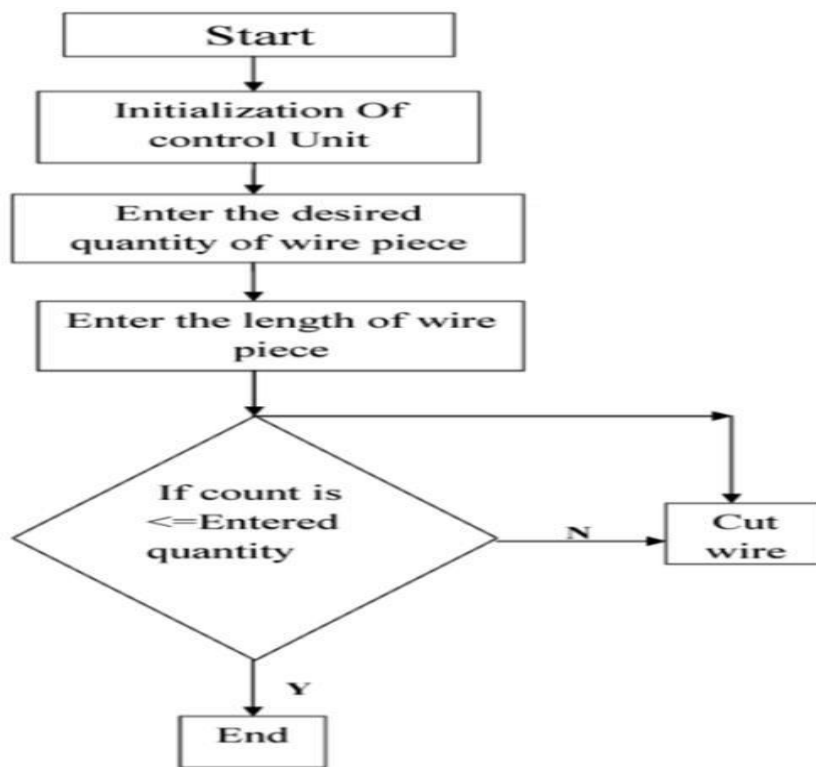 Start
Initialization Of
control Unit
Enter the desired
quantity of wire piece
Enter the length of wire
piece
If count is
<=Entered
quantity
N
Cut
wire
Y
End